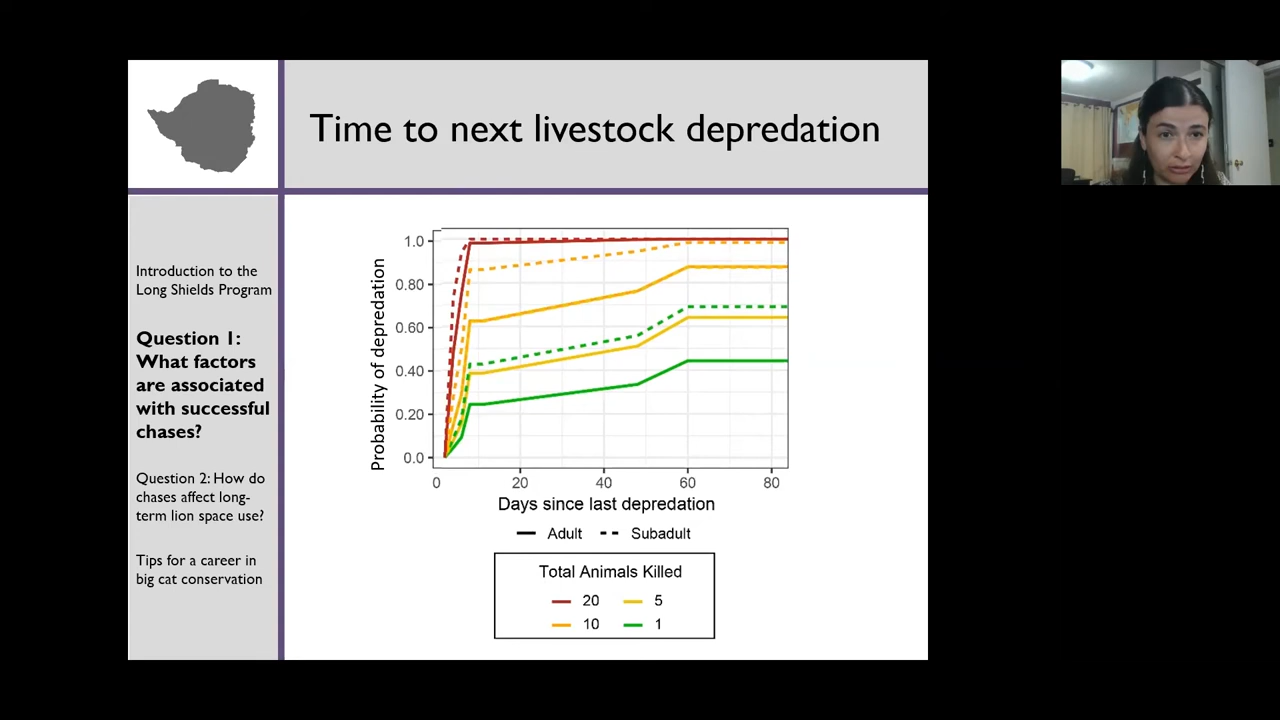 Time to next livestock depredation
Introduction to the
Long Shields Program
Question 1:
What factors
are associated
with successful
chases?
Question 2: How do
chases affect long-
term lion space use?
Tips for a career in
big cat conservation
Probability of depredation
1.0
0.80
0.60
0.40
0.20
0.0
0 20 40 60 80
Days since last depredation
Adult Subadult
Total Animals Killed
20 5
10 1